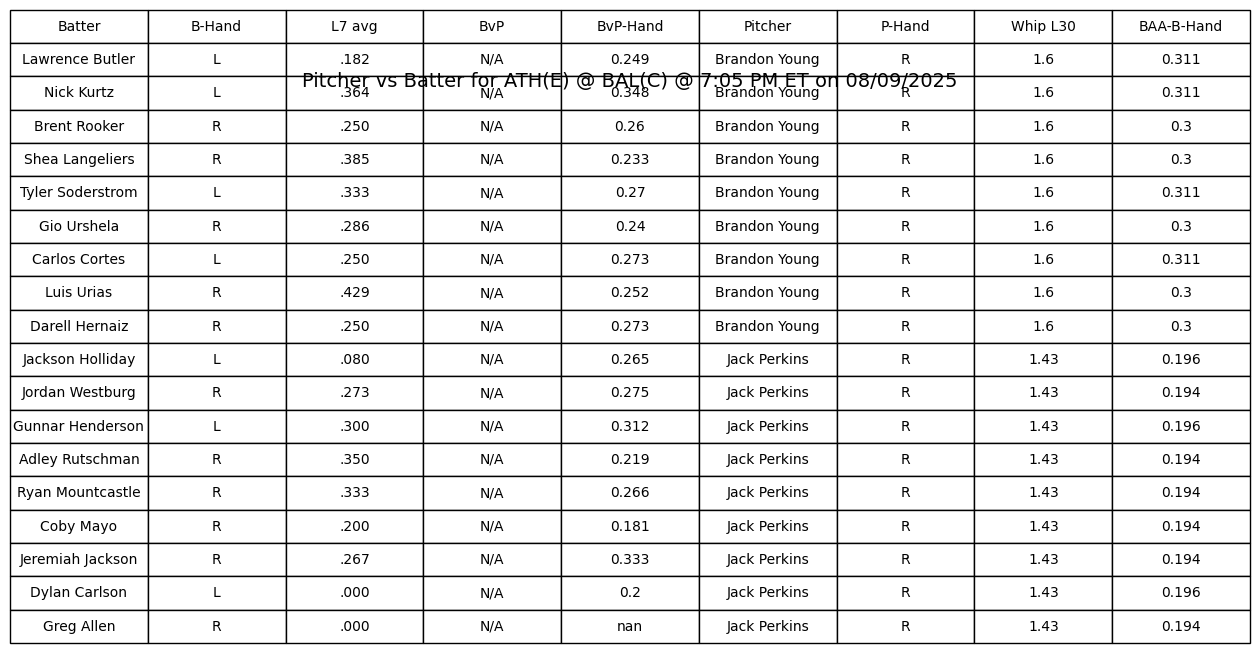 Batter B-Hand L7 avg BvP BvP-Hand Pitcher P-Hand Whip L30 BAA-B-Hand
Lawrence Butler L .182 N/A 0.249 Brandon Young R 1.6 0.311
Pitcher vs Batter for ATH(E) @ BAL(C) @ 7:05 PM ET on 08/09/2025
Nick Kurtz L .364 N/A 0.348 Brandon Young R 1.6 0.311
Brent Rooker R .250 N/A 0.26 Brandon Young R 1.6 0.3
Shea Langeliers R .385 N/A 0.233 Brandon Young R 1.6 0.3
Tyler Soderstrom L .333 N/A 0.27 Brandon Young R 1.6 0.311
Gio Urshela R .286 N/A 0.24 Brandon Young R 1.6 0.3
Carlos Cortes L .250 N/A 0.273 Brandon Young R 1.6 0.311
Luis Urias R .429 N/A 0.252 Brandon Young R 1.6 0.3
Darell Hernaiz R .250 N/A 0.273 Brandon Young R 1.6 0.3
Jackson Holliday L .080 N/A 0.265 Jack Perkins R 1.43 0.196
Jordan Westburg R .273 N/A 0.275 Jack Perkins R 1.43 0.194
Gunnar Henderson L .300 N/A 0.312 Jack Perkins R 1.43 0.196
Adley Rutschman R .350 N/A 0.219 Jack Perkins R 1.43 0.194
Ryan Mountcastle R .333 N/A 0.266 Jack Perkins R 1.43 0.194
Coby Mayo R .200 N/A 0.181 Jack Perkins R 1.43 0.194
Jeremiah Jackson R .267 N/A 0.333 Jack Perkins R 1.43 0.194
Dylan Carlson L .000 N/A 0.2 Jack Perkins R 1.43 0.196
Greg Allen R .000 N/A nan Jack Perkins R 1.43 0.194